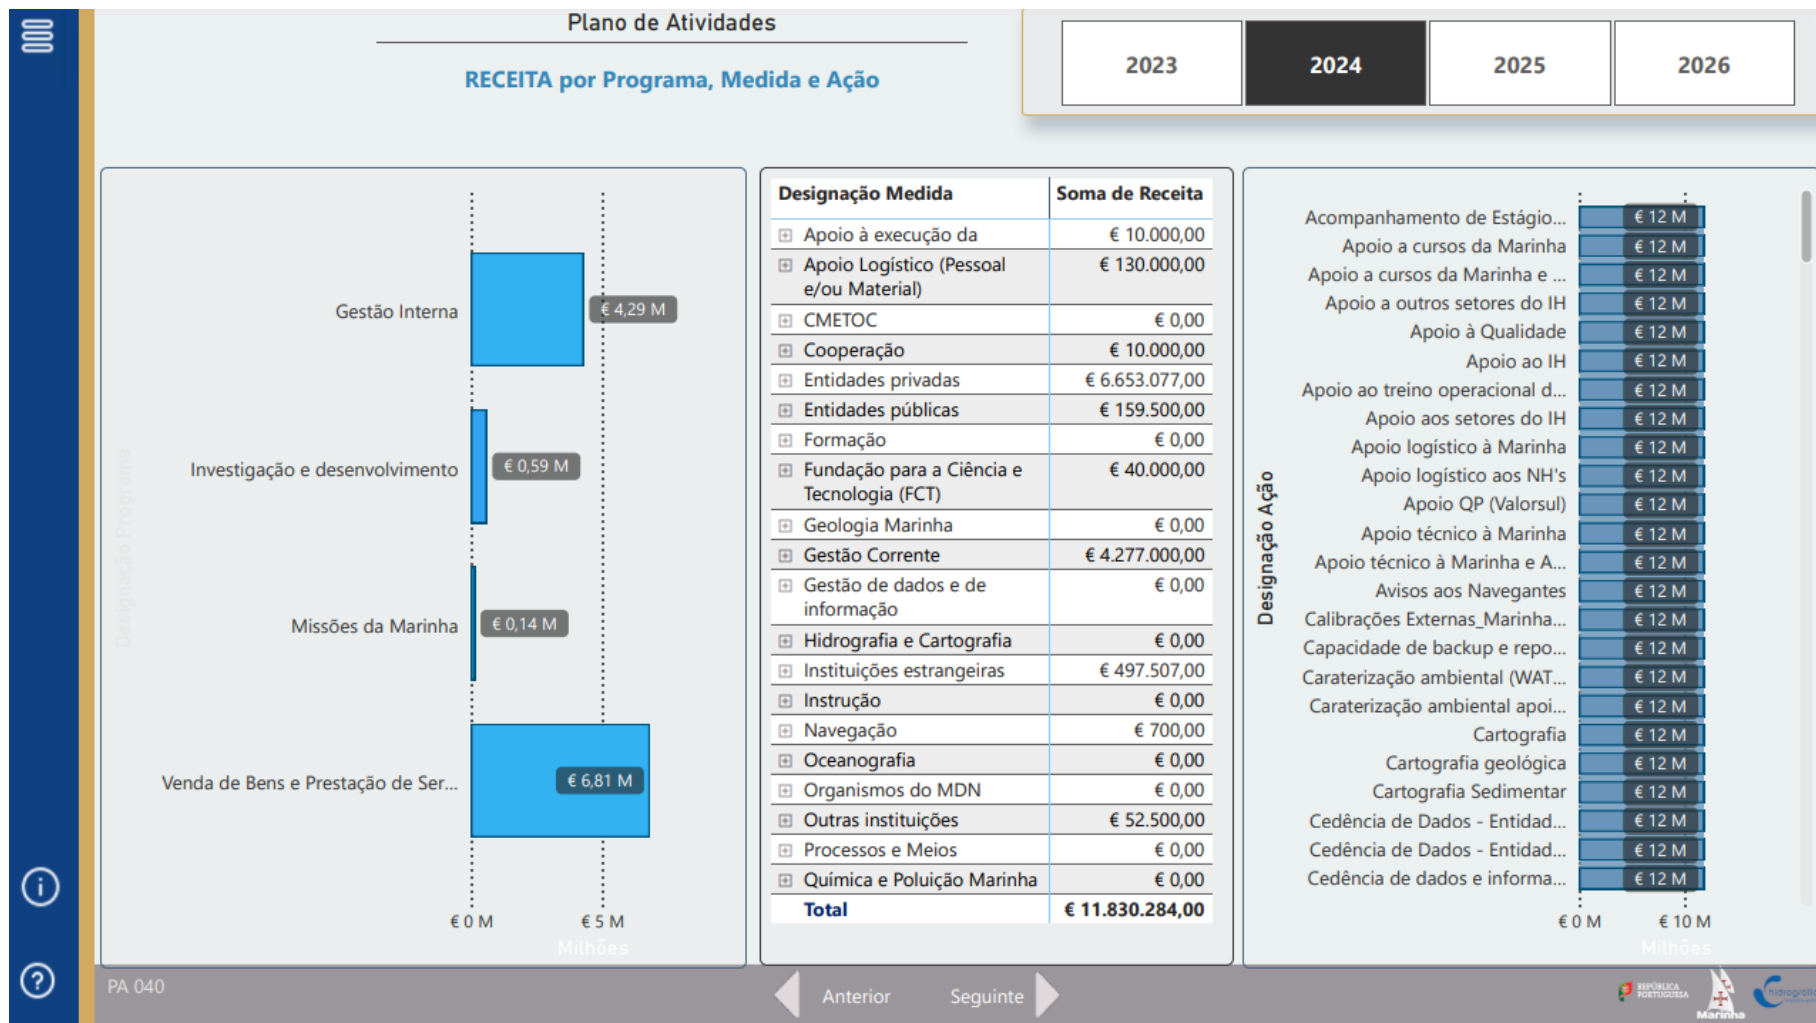 Plano de Atividades
RECEITA por Programa, Medida e Ação
2023
2024
2025
2026
Designação Programa
Gestão Interna
€ 4,29 M
Investigação e desenvolvimento
€ 0,59 M
Missões da Marinha
€ 0,14 M
Venda de Bens e Prestação de Ser...
€ 6,81 M
€ 0 M
€ 5 M
Milhões
Designação Medida Soma de Receita
Apoio à execução da € 10.000,00
Apoio Logístico (Pessoal € 130.000,00
e/ou Material)
CMETOC € 0,00
Cooperação € 10.000,00
Entidades privadas € 6.653.077,00
Entidades públicas € 159.500,00
Formação € 0,00
Fundação para a Ciência e € 40.000,00
Tecnologia (FCT)
Geologia Marinha € 0,00
Gestão Corrente € 4.277.000,00
Gestão de dados e de € 0,00
informação
Hidrografia e Cartografia € 0,00
Instituições estrangeiras € 497.507,00
Instrução € 0,00
Navegação € 700,00
Oceanografia € 0,00
Organismos do MDN € 0,00
Outras instituições € 52.500,00
Processos e Meios € 0,00
Química e Poluição Marinha € 0,00
Total € 11.830.284,00
Designação Ação
Acompanhamento de Estágio... € 12 M
Apoio a cursos da Marinha € 12 M
Apoio a cursos da Marinha e ... € 12 M
Apoio a outros setores do IH € 12 M
Apoio à Qualidade € 12 M
Apoio ao IH € 12 M
Apoio ao treino operacional d... € 12 M
Apoio aos setores do IH € 12 M
Apoio logístico à Marinha € 12 M
Apoio logístico aos NH's € 12 M
Apoio QP (Valorsul) € 12 M
Apoio técnico à Marinha € 12 M
Apoio técnico à Marinha e A... € 12 M
Avisos aos Navegantes € 12 M
Calibrações Externas_Marinha... € 12 M
Capacidade de backup e repo... € 12 M
Caraterização ambiental (WAT... € 12 M
Caraterização ambiental apoi... € 12 M
Cartografia € 12 M
Cartografia geológica € 12 M
Cartografia Sedimentar € 12 M
Cedência de Dados - Entidad... € 12 M
Cedência de Dados - Entidad... € 12 M
Cedência de dados e informa... € 12 M
€ 0 M
€ 10 M
Milhões
PA 040
Anterior
Seguinte
REPÚBLICA
PORTUGUESA
Marinha